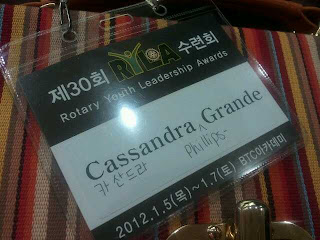 제30회 RYLA 수련회
Rotary Youth Leadership Awards
Cassandra ^ Grande
카산드라 Phillips-
2012.1.5(목)~1.7(토) BTC아카데미